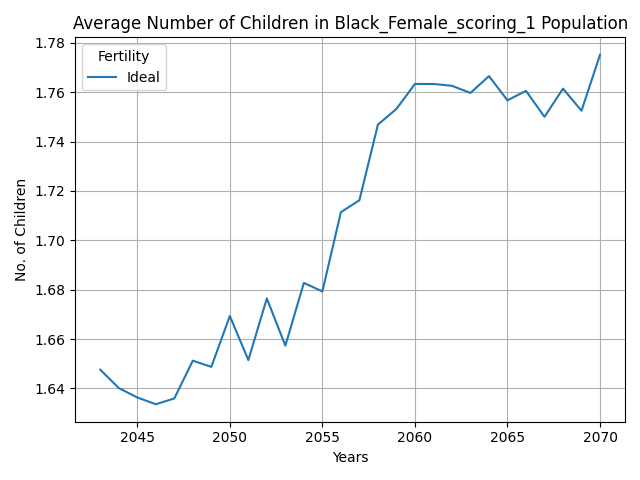 Average Number of Children in Black_Female_scoring_1 Population
1.78
1.76
1.74
1.72
1.70
1.68
1.66
1.64
No. of Children
Fertility
Ideal
2045 2050 2055 2060 2065 2070
Years